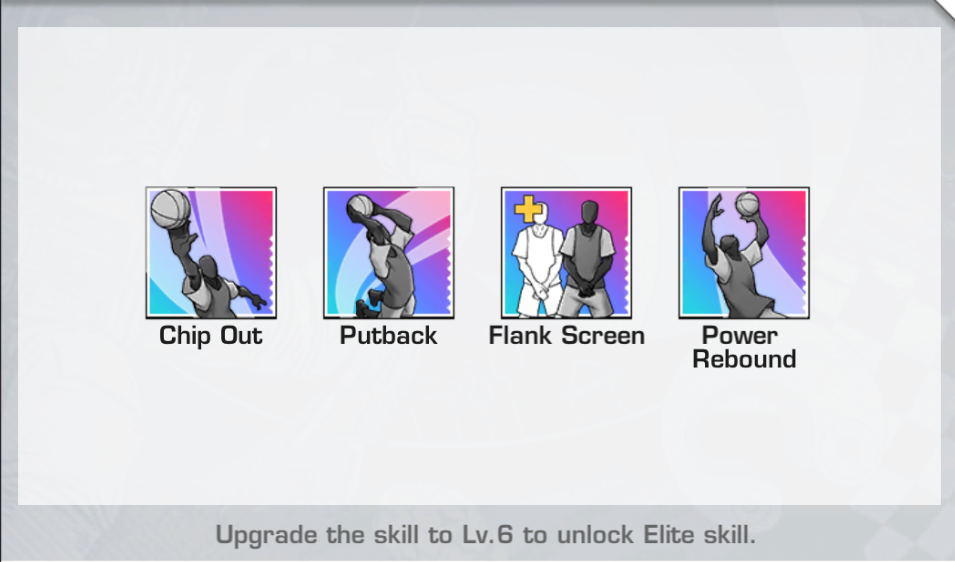 Chip Out
Putback
Flank Screen
Power
Rebound
Upgrade the skill to Lv.6 to unlock Elite skill.